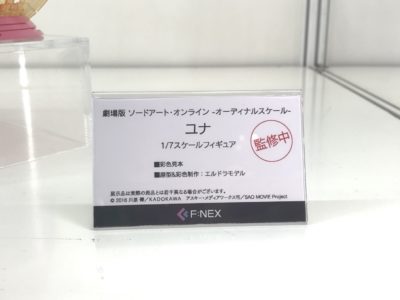 劇場版 ソードアート・オンライン -オーディナルスケール-
ユナ
1/7スケールフィギュア
監修中
■彩色見本
■原型&彩色制作：エルドラモデル
展示品は実際の商品とは若干異なる場合がございます。
© 2016 川原 礫／KADOKAWA アスキー・メディアワークス刊／SAO MOVIE Project
F:NEX